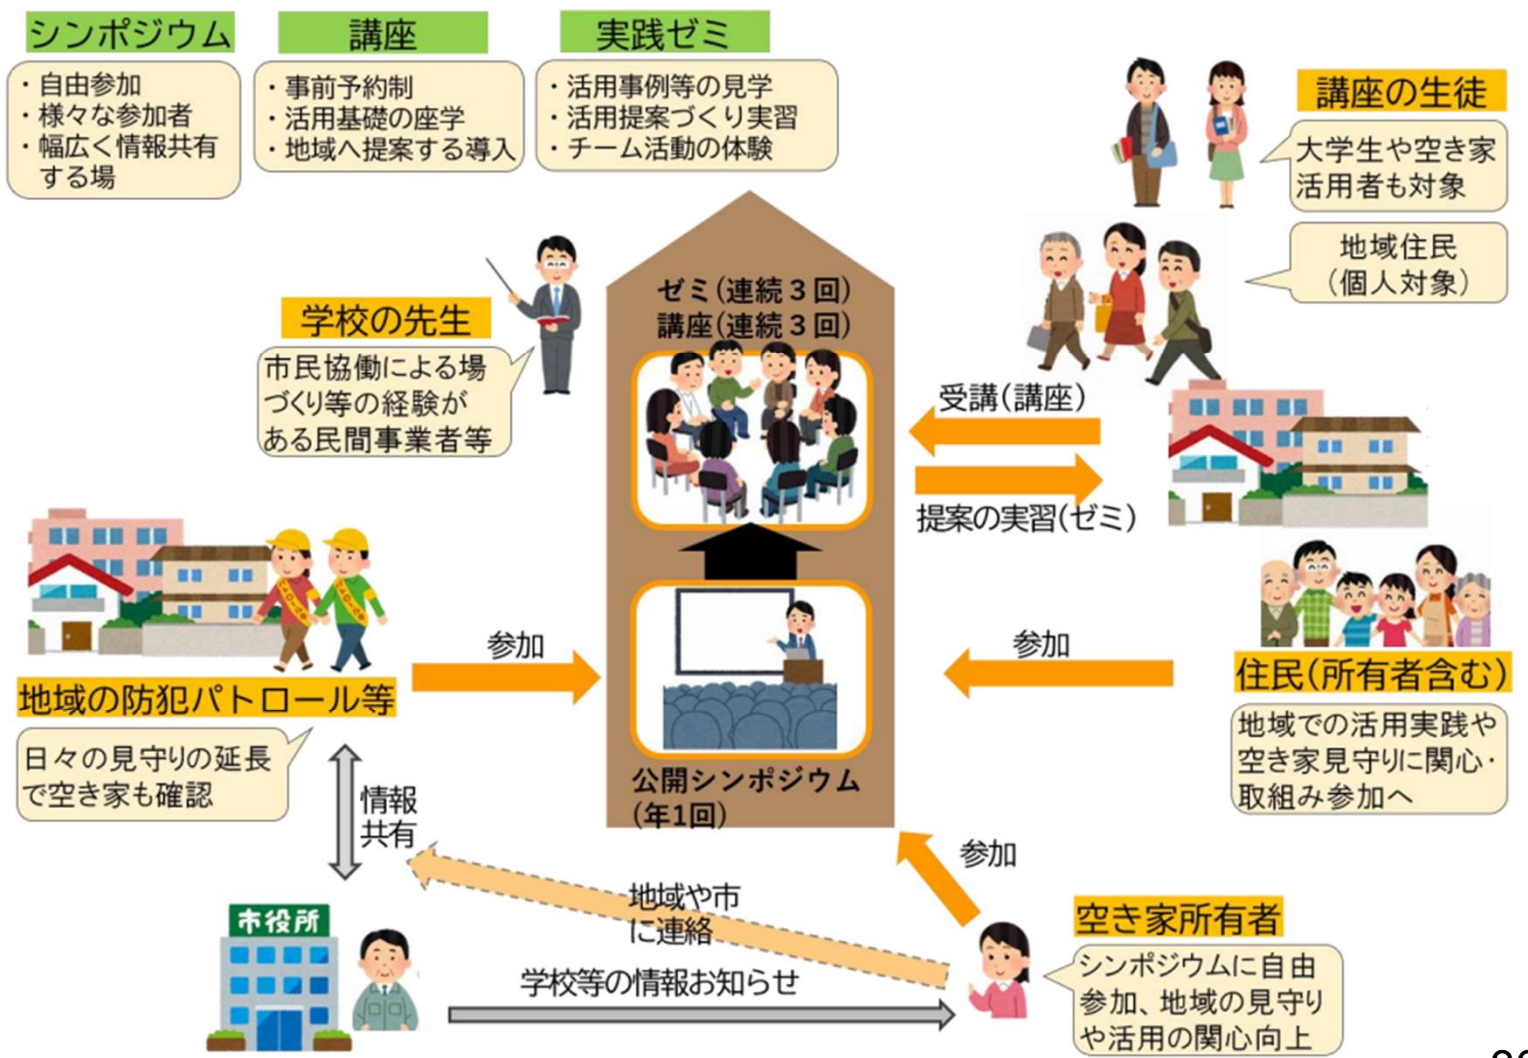 シンポジウム
・自由参加
・様々な参加者
・幅広く情報共有
する場
講座
・事前予約制
・活用基礎の座学
・地域へ提案する導入
実践ゼミ
・活用事例等の見学
・活用提案づくり実習
・チーム活動の体験
講座の生徒
大学生や空き家
活用者も対象
地域住民
(個人対象)
学校の先生
市民協働による場
づくり等の経験が
ある民間事業者等
ゼミ(連続3回)
講座(連続3回)
受講(講座)
提案の実習(ゼミ)
参加
参加
地域の防犯パトロール等
日々の見守りの延長
で空き家も確認
住民(所有者含む)
地域での活用実践や
空き家見守りに関心・
取組み参加へ
公開シンポジウム
(年1回)
情報
共有
参加
地域や市
に連絡
市役所
学校等の情報お知らせ
空き家所有者
シンポジウムに自由
参加、地域の見守り
や活用の関心向上